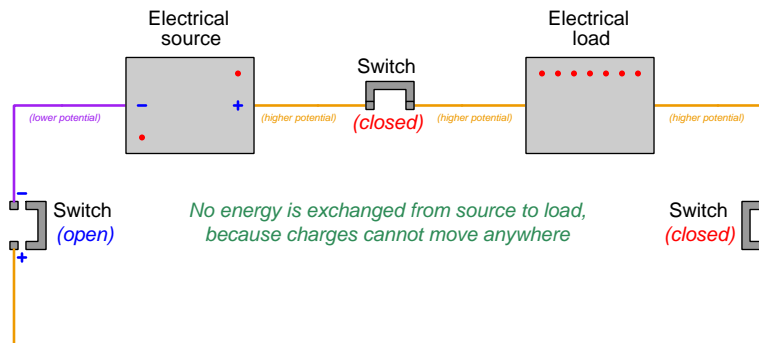 Electrical
source
Electrical
load
Switch
(closed)
− +
(lower potential)
(higher potential)
(higher potential)
(higher potential)
−
Switch
(open)
+
No energy is exchanged from source to load,
because charges cannot move anywhere
Switch
(closed)